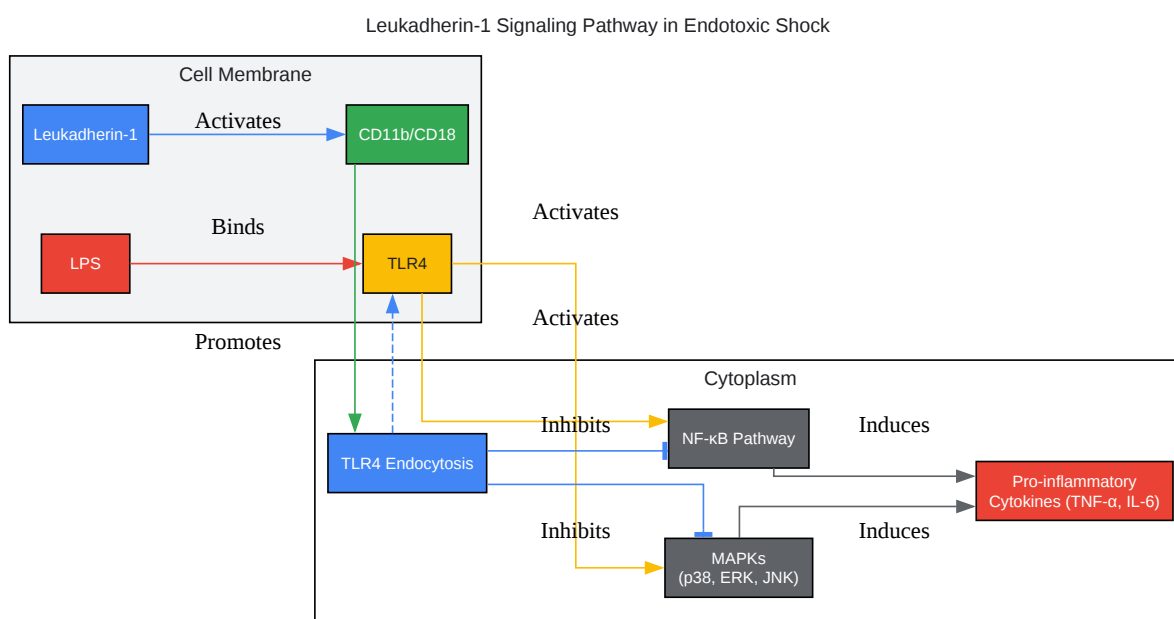 Leukadherin-1 Signaling Pathway in Endotoxic Shock
Cell Membrane
Leukadherin-1
Activates
CD11b/CD18
LPS
Binds
TLR4
Activates
Activates
Promotes
Cytoplasm
TLR4 Endocytosis
Inhibits
NF-κB Pathway
Induces
Pro-inflammatory
Cytokines (TNF-α, IL-6)
Inhibits
MAPKs
(p38, ERK, JNK)
Induces